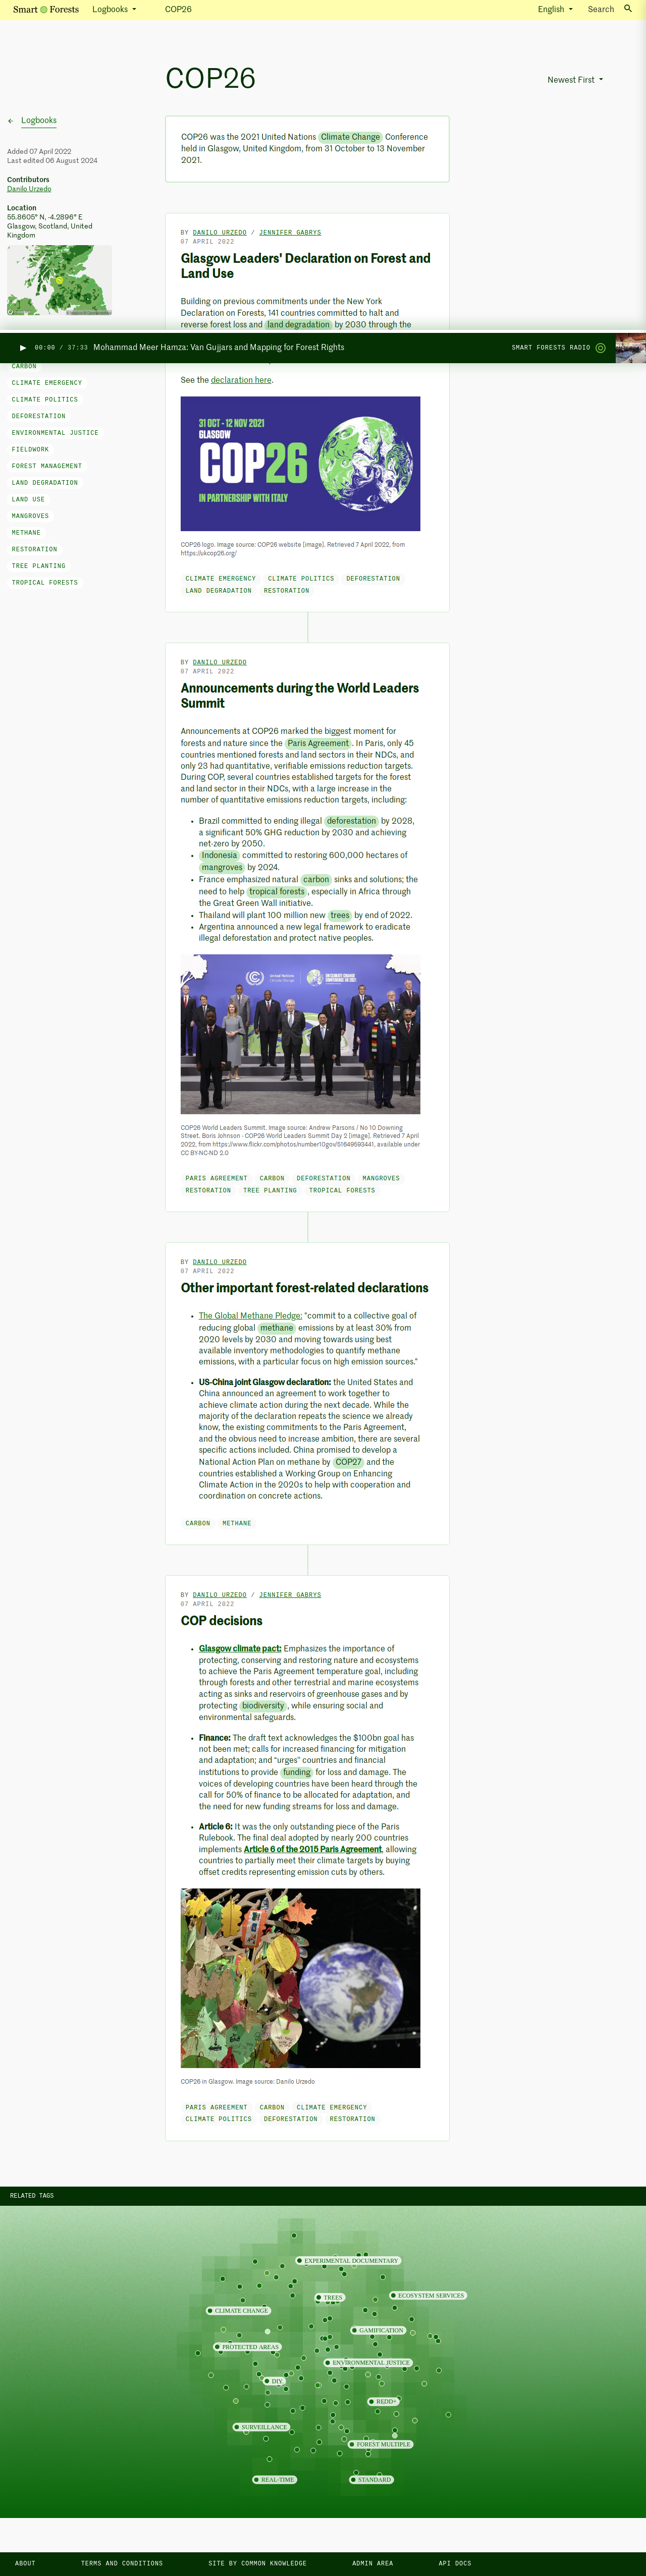 Smart Forests
Logbooks
COP26
English
Search
COP26
Newest First
Logbooks
Added 07 April 2022
Last edited 06 August 2024
Contributors
Danilo Urzedo
Location
55.8605° N, -4.2896° E
Glasgow, Scotland, United
Kingdom
COP26 was the 2021 United Nations Climate Change Conference
held in Glasgow, United Kingdom, from 31 October to 13 November
2021.
BY DANILO URZEDO / JENNIFER GABRYS
07 APRIL 2022
Glasgow Leaders' Declaration on Forest and
Land Use
Building on previous commitments under the New York
Declaration on Forests, 141 countries committed to halt and
reverse forest loss and land degradation by 2030 through the
00:00 / 37:33 Mohammad Meer Hamza: Van Gujjars and Mapping for Forest Rights
SMART FORESTS RADIO
CARBON
CLIMATE EMERGENCY
CLIMATE POLITICS
DEFORESTATION
ENVIRONMENTAL JUSTICE
FIELDWORK
FOREST MANAGEMENT
LAND DEGRADATION
LAND USE
MANGROVES
METHANE
RESTORATION
TREE PLANTING
TROPICAL FORESTS
See the declaration here.
31 OCT - 12 NOV 2021
GLASGOW
COP26
IN PARTNERSHIP WITH ITALY
COP26 logo. Image source: COP26 website [image]. Retrieved 7 April 2022, from
https://ukcop26.org/
CLIMATE EMERGENCY CLIMATE POLITICS DEFORESTATION
LAND DEGRADATION RESTORATION
BY DANILO URZEDO
07 APRIL 2022
Announcements during the World Leaders
Summit
Announcements at COP26 marked the biggest moment for
forests and nature since the Paris Agreement. In Paris, only 45
countries mentioned forests and land sectors in their NDCs, and
only 23 had quantitative, verifiable emissions reduction targets.
During COP, several countries established targets for the forest
and land sector in their NDCs, with a large increase in the
number of quantitative emissions reduction targets, including:
Brazil committed to ending illegal deforestation by 2028,
a significant 50% GHG reduction by 2030 and achieving
net-zero by 2050.
Indonesia committed to restoring 600,000 hectares of
mangroves by 2024.
France emphasized natural carbon sinks and solutions; the
need to help tropical forests, especially in Africa through
the Great Green Wall initiative.
Thailand will plant 100 million new trees by end of 2022.
Argentina announced a new legal framework to eradicate
illegal deforestation and protect native peoples.
COP26 World Leaders Summit. Image source: Andrew Parsons / No 10 Downing
Street. Boris Johnson - COP26 World Leaders Summit Day 2 [image]. Retrieved 7 April
2022, from https://www.flickr.com/photos/number10gov/51649593441, available under
CC BY-NC-ND 2.0
PARIS AGREEMENT CARBON DEFORESTATION MANGROVES
RESTORATION TREE PLANTING TROPICAL FORESTS
BY DANILO URZEDO
07 APRIL 2022
Other important forest-related declarations
The Global Methane Pledge: "commit to a collective goal of
reducing global methane emissions by at least 30% from
2020 levels by 2030 and moving towards using best
available inventory methodologies to quantify methane
emissions, with a particular focus on high emission sources."
US-China joint Glasgow declaration: the United States and
China announced an agreement to work together to
achieve climate action during the next decade. While the
majority of the declaration repeats the science we already
know, the existing commitments to the Paris Agreement,
and the obvious need to increase ambition, there are several
specific actions included. China promised to develop a
National Action Plan on methane by COP27 and the
countries established a Working Group on Enhancing
Climate Action in the 2020s to help with cooperation and
coordination on concrete actions.
CARBON METHANE
BY DANILO URZEDO / JENNIFER GABRYS
07 APRIL 2022
COP decisions
Glasgow climate pact: Emphasizes the importance of
protecting, conserving and restoring nature and ecosystems
to achieve the Paris Agreement temperature goal, including
through forests and other terrestrial and marine ecosystems
acting as sinks and reservoirs of greenhouse gases and by
protecting biodiversity, while ensuring social and
environmental safeguards.
Finance: The draft text acknowledges the $100bn goal has
not been met; calls for increased financing for mitigation
and adaptation; and "urges" countries and financial
institutions to provide funding for loss and damage. The
voices of developing countries have been heard through the
call for 50% of finance to be allocated for adaptation, and
the need for new funding streams for loss and damage.
Article 6: It was the only outstanding piece of the Paris
Rulebook. The final deal adopted by nearly 200 countries
implements Article 6 of the 2015 Paris Agreement, allowing
countries to partially meet their climate targets by buying
offset credits representing emission cuts by others.
COP26 in Glasgow. Image source: Danilo Urzedo
PARIS AGREEMENT CARBON CLIMATE EMERGENCY
CLIMATE POLITICS DEFORESTATION RESTORATION
RELATED TAGS
EXPERIMENTAL DOCUMENTARY
TREES
ECOSYSTEM SERVICES
CLIMATE CHANGE
GAMIFICATION
PROTECTED AREAS
ENVIRONMENTAL JUSTICE
DIY
REDD+
SURVEILLANCE
FOREST MULTIPLE
REAL-TIME
STANDARD
ABOUT
TERMS AND CONDITIONS
SITE BY COMMON KNOWLEDGE
ADMIN AREA
API DOCS